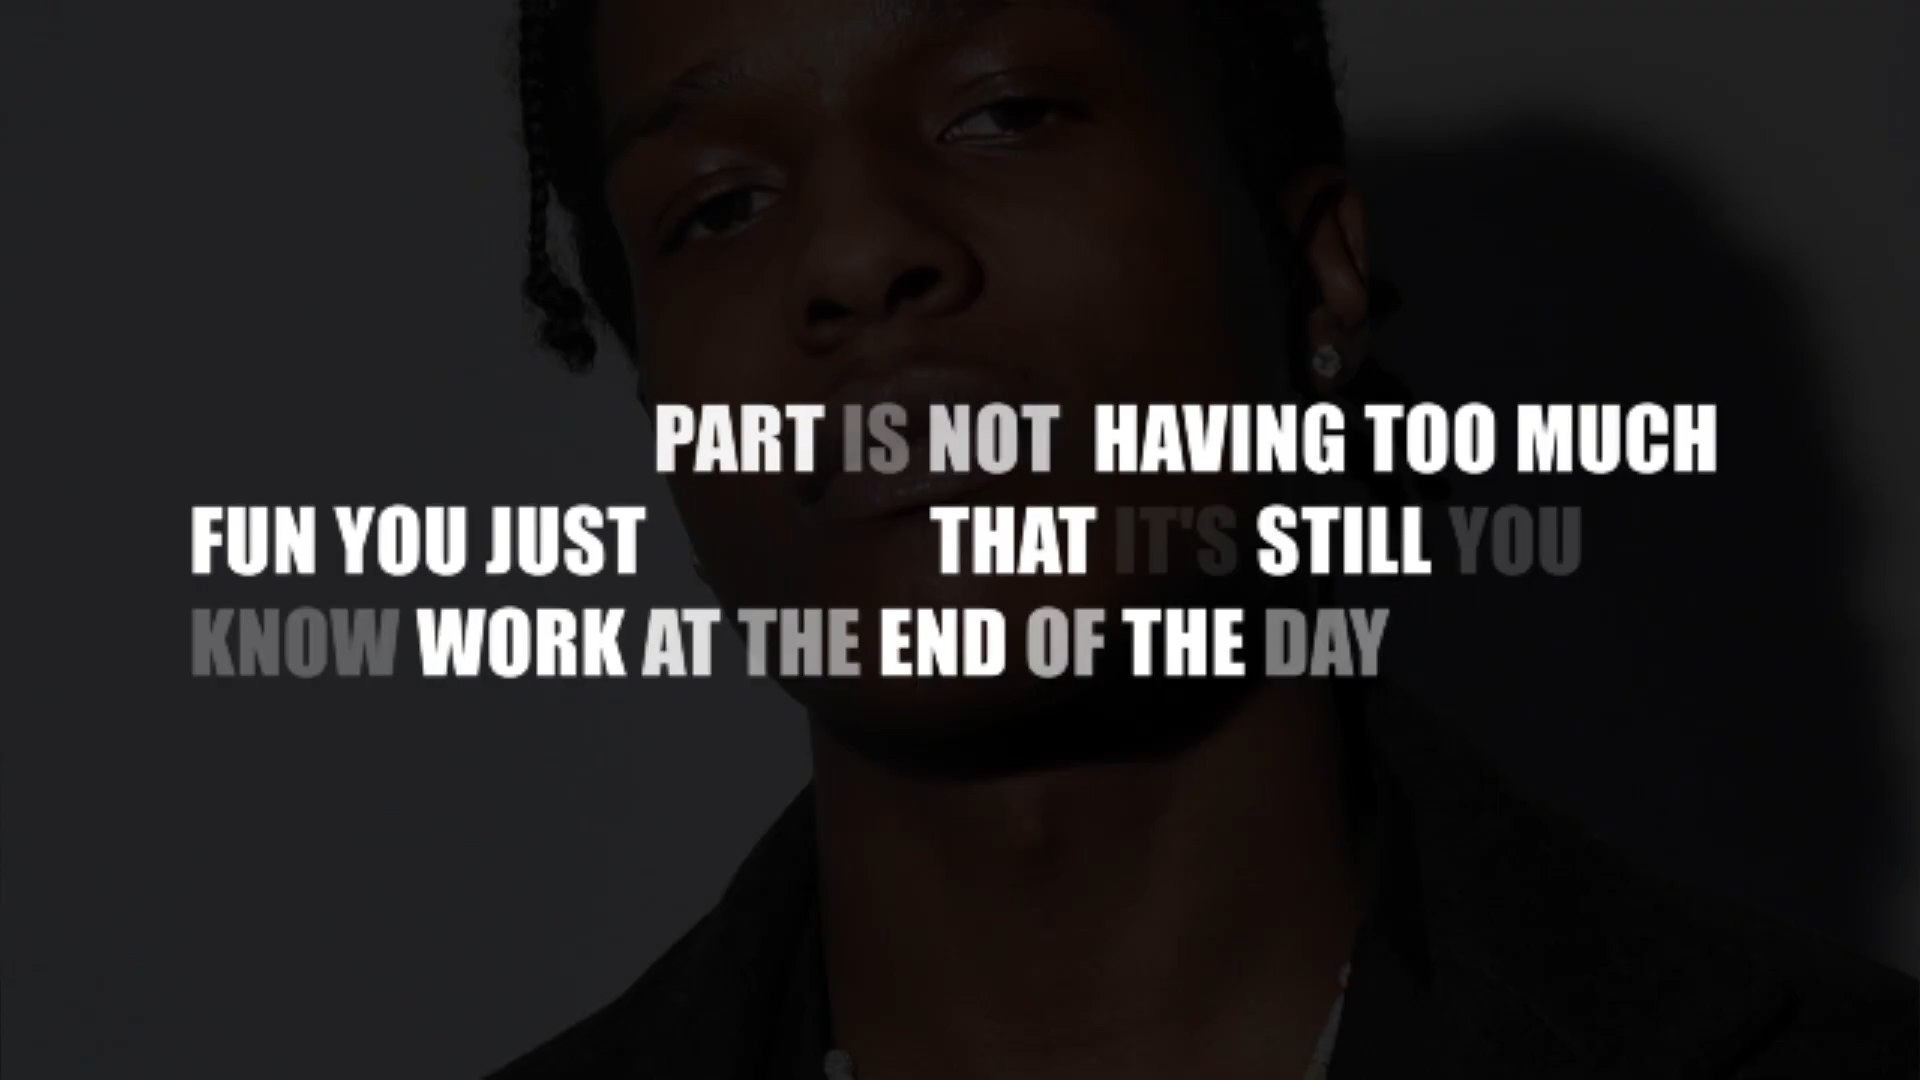 PART IS NOT HAVING TOO MUCH
FUN YOU JUST THAT IT'S STILL YOU
KNOW WORK AT THE END OF THE DAY